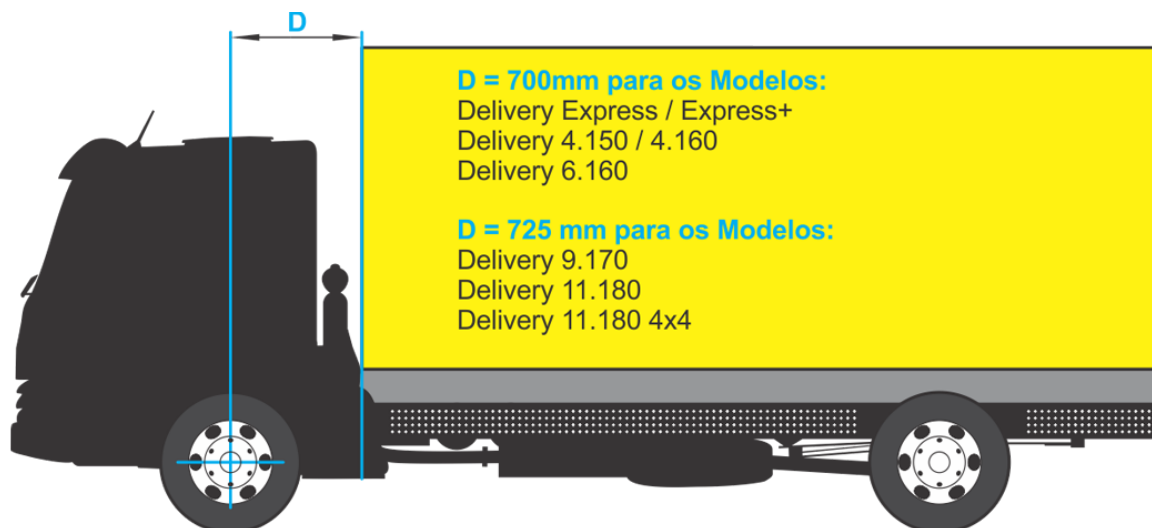 D
D = 700mm para os Modelos:
Delivery Express / Express+
Delivery 4.150 / 4.160
Delivery 6.160
D = 725 mm para os Modelos:
Delivery 9.170
Delivery 11.180
Delivery 11.180 4x4